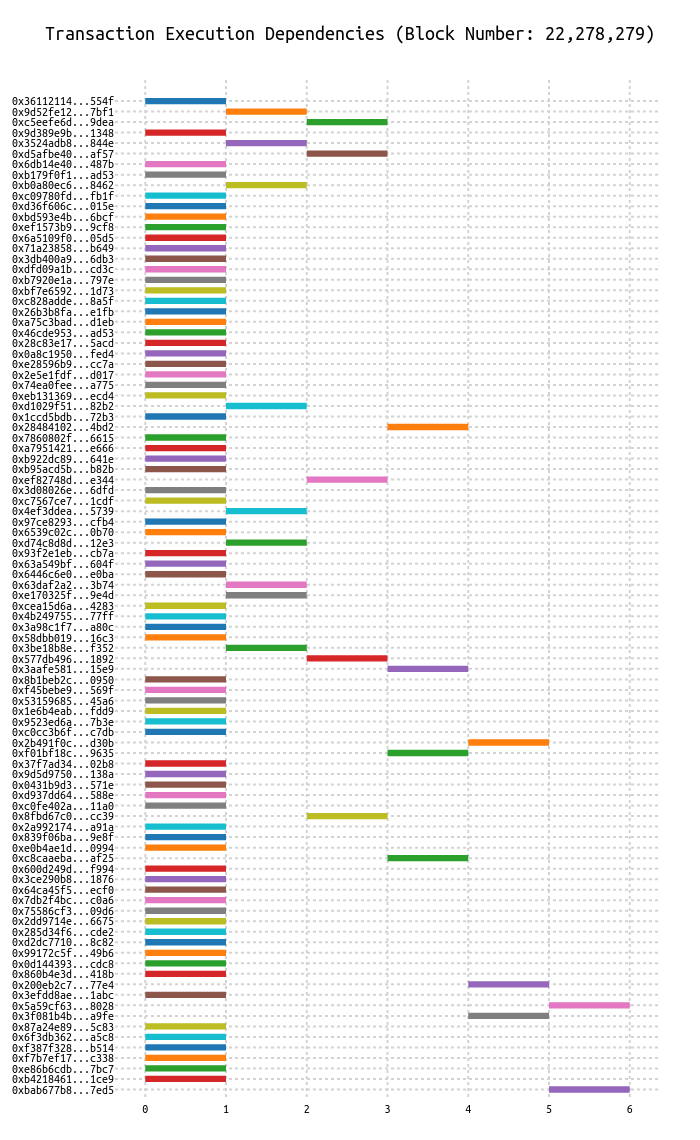 Transaction Execution Dependencies (Block Number: 22,278,279)
0x36112114...554f
0x9d52fe12...7bf1
0xc5eefe6d...9dea
0x9d389e9b...1348
0x3524adb8...844e
0xd5afbe40...af57
0x6db14e40...487b
0xb179f0f1...ad53
0xb0a80ec6...8462
0xc09780fd...fb1f
0xd36f606c...015e
0xbd593e4b...6bcf
0xef1573b9...9cf8
0x6a5109f0...05d5
0x71a23858...b649
0x3db400a9...6db3
0xdfd09a1b...cd3c
0xb7920e1a...797e
0xbf7e6592...1d73
0xc828adde...8a5f
0x26b3b8fa...e1fb
0xa75c3bad...d1eb
0x46cde953...ad53
0x28c83e17...5acd
0x0a8c1950...fed4
0xe28596b9...cc7a
0x2e5e1fdf...d017
0x74ea0fee...a775
0xeb131369...ecd4
0xd1029f51...82b2
0x1ccd5bdb...72b3
0x28484102...4bd2
0x7860802f...6615
0xa7951421...e666
0xb922dc89...641e
0xb95acd5b...b82b
0xef82748d...e344
0x3d08026e...6dfd
0xc7567ce7...1cdf
0x4ef3ddea...5739
0x97ce8293...cfb4
0x6539c02c...0b70
0xd74c8d8d...12e3
0x93f2e1eb...cb7a
0x63a549bf...604f
0x6446c6e0...e0ba
0x63daf2a2...3b74
0xe170325f...9e4d
0xcea15d6a...4283
0x4b249755...77ff
0x3a98c1f7...a80c
0x58dbb019...16c3
0x3be18b8e...f352
0x577db496...1892
0x3aafe581...15e9
0x8b1beb2c...0950
0xf45bebe9...569f
0x53159685...45a6
0x1e6b4eab...fdd9
0x9523ed6a...7b3e
0xc0cc3b6f...c7db
0x2b491f0c...d30b
0xf01bf18c...9635
0x37f7ad34...02b8
0x9d5d9750...138a
0x0431b9d3...571e
0xd937dd64...588e
0xc0fe402a...11a0
0x8fbd67c0...cc39
0x2a992174...a91a
0x839f06ba...9e8f
0xe0b4ae1d...0994
0xc8caaeba...af25
0x600d249d...f994
0x3ce290b8...1876
0x64ca45f5...ecf0
0x7db2f4bc...c0a6
0x75586cf3...09d6
0x2dd9714e...6675
0x285d34f6...cde2
0xd2dc7710...8c82
0x99172c5f...49b6
0x0d144393...cdc8
0x860b4e3d...418b
0x200eb2c7...77e4
0x3efdd8ae...1abc
0x5a59cf63...8028
0x3f081b4b...a9fe
0x87a24e89...5c83
0x6f3db362...a5c8
0xf387f328...b514
0xf7b7ef17...c338
0xe86b6cdb...7bc7
0xb4218461...1ce9
0xbab677b8...7ed5
0 1 2 3 4 5 6